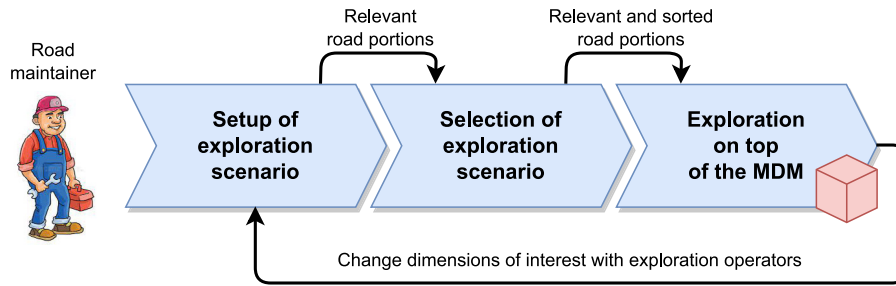 Road
maintainer
Relevant
road portions
Relevant and sorted
road portions
Setup of
exploration
scenario
Selection of
exploration
scenario
Exploration
on top
of the MDM
Change dimensions of interest with exploration operators